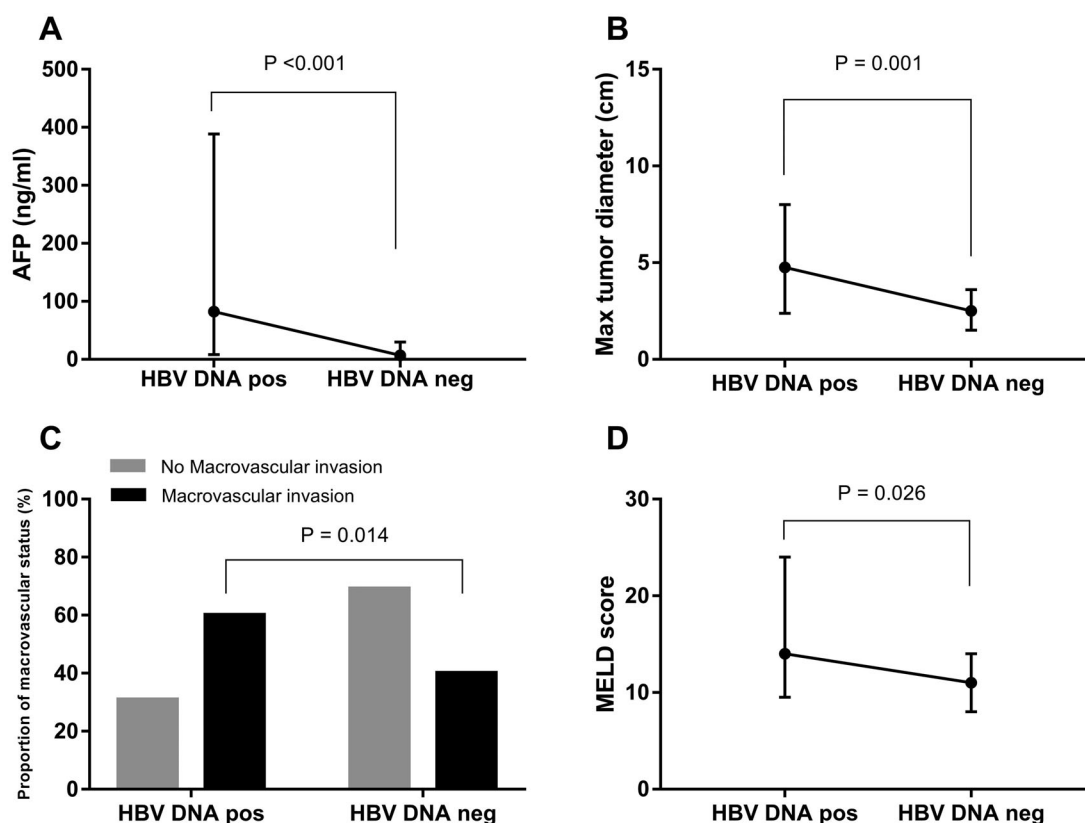 A
P <0.001
AFP (ng/ml)
500
400
300
200
100
0
HBV DNA pos
HBV DNA neg
B
P = 0.001
Max tumor diameter (cm)
15
10
5
0
HBV DNA pos
HBV DNA neg
C
No Macrovascular invasion
Macrovascular invasion
P = 0.014
Proportion of macrovascular status (%)
100
80
60
40
20
0
HBV DNA pos
HBV DNA neg
D
P = 0.026
MELD score
30
20
10
0
HBV DNA pos
HBV DNA neg